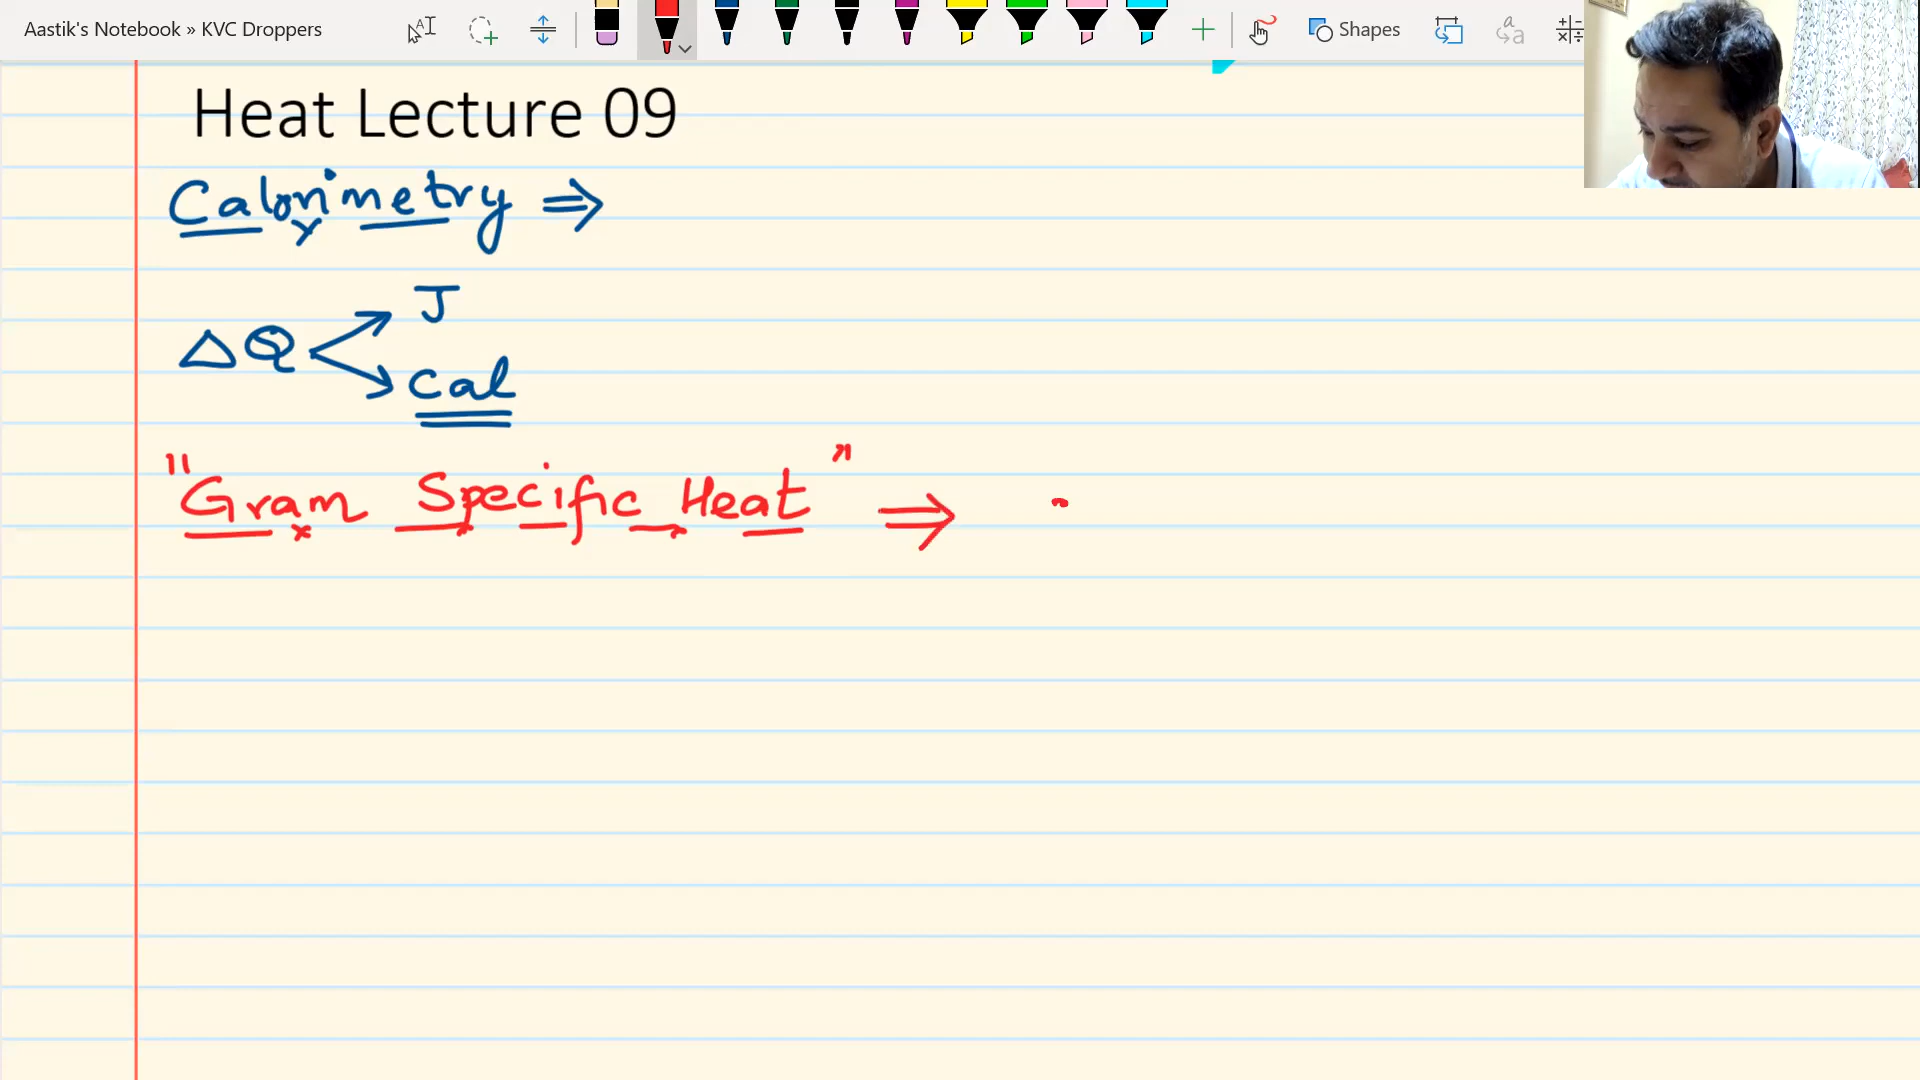 Aastik's Notebook » KVC Droppers
Shapes
Heat Lecture 09
Calorimetry ⇒
ΔQ
J
Cal
"Gram Specific Heat" ⇒